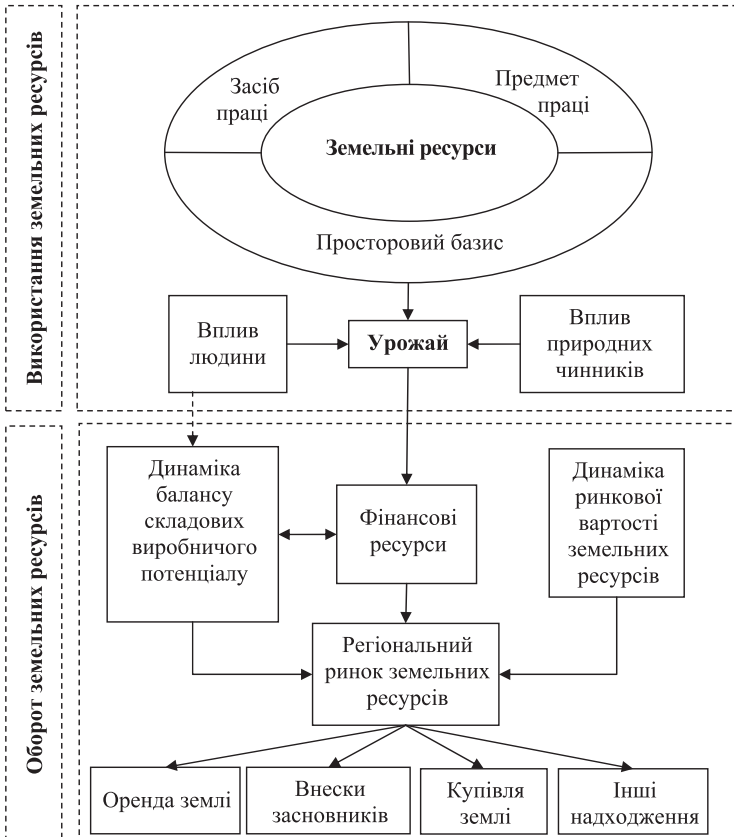 Використання земельних ресурсів
Засіб
праці
Предмет
праці
Земельні ресурси
Просторовий базис
Вплив
людини
Урожай
Вплив
природних
чинників
Оборот земельних ресурсів
Динаміка
балансу
складових
виробничого
потенціалу
Фінансові
ресурси
Динаміка
ринкової
вартості
земельних
ресурсів
Регіональний
ринок земельних
ресурсів
Оренда землі
Внески
засновників
Купівля
землі
Інші
надходження